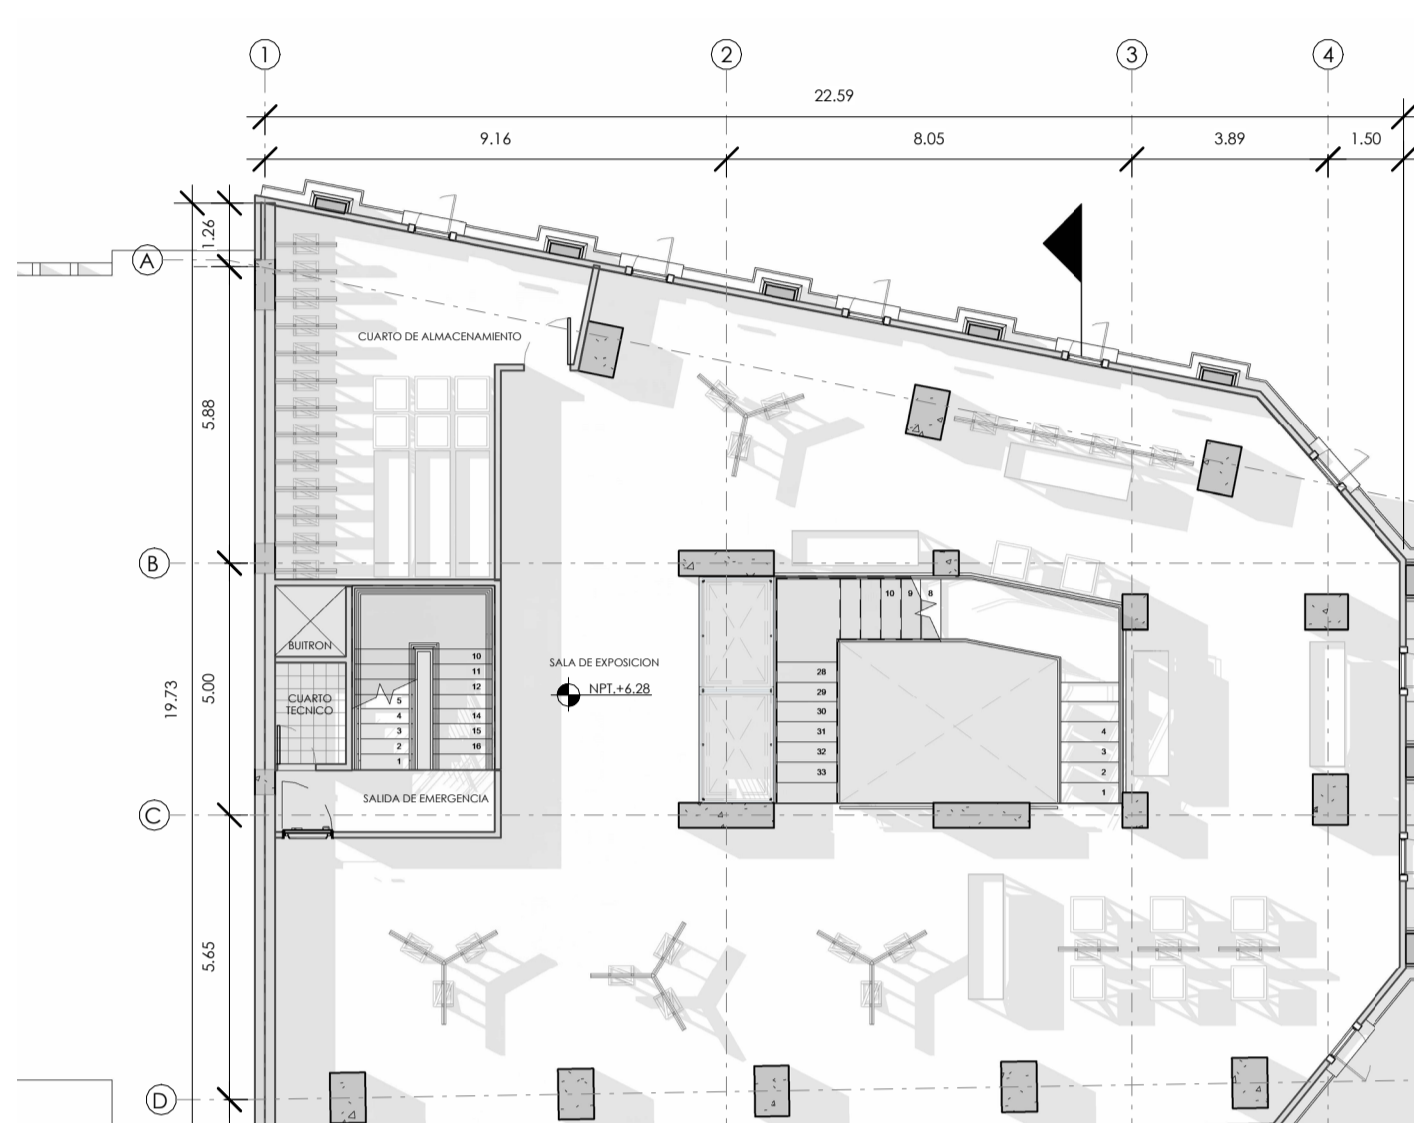 1 2 3 4
22.59
9.16 8.05 3.89 1.50
1.26
A
CUARTO DE ALMACENAMIENTO
5.88
B
10 9 8
BUITRON
10
SALA DE EXPOSICION
11
28
NPT.+6.28
12
29
CUARTO
TECNICO
5
30
4 14
31
4
3 15
32
3
2 16
33
2
1
1
19.73
5.00
SALIDA DE EMERGENCIA
C
5.65
D